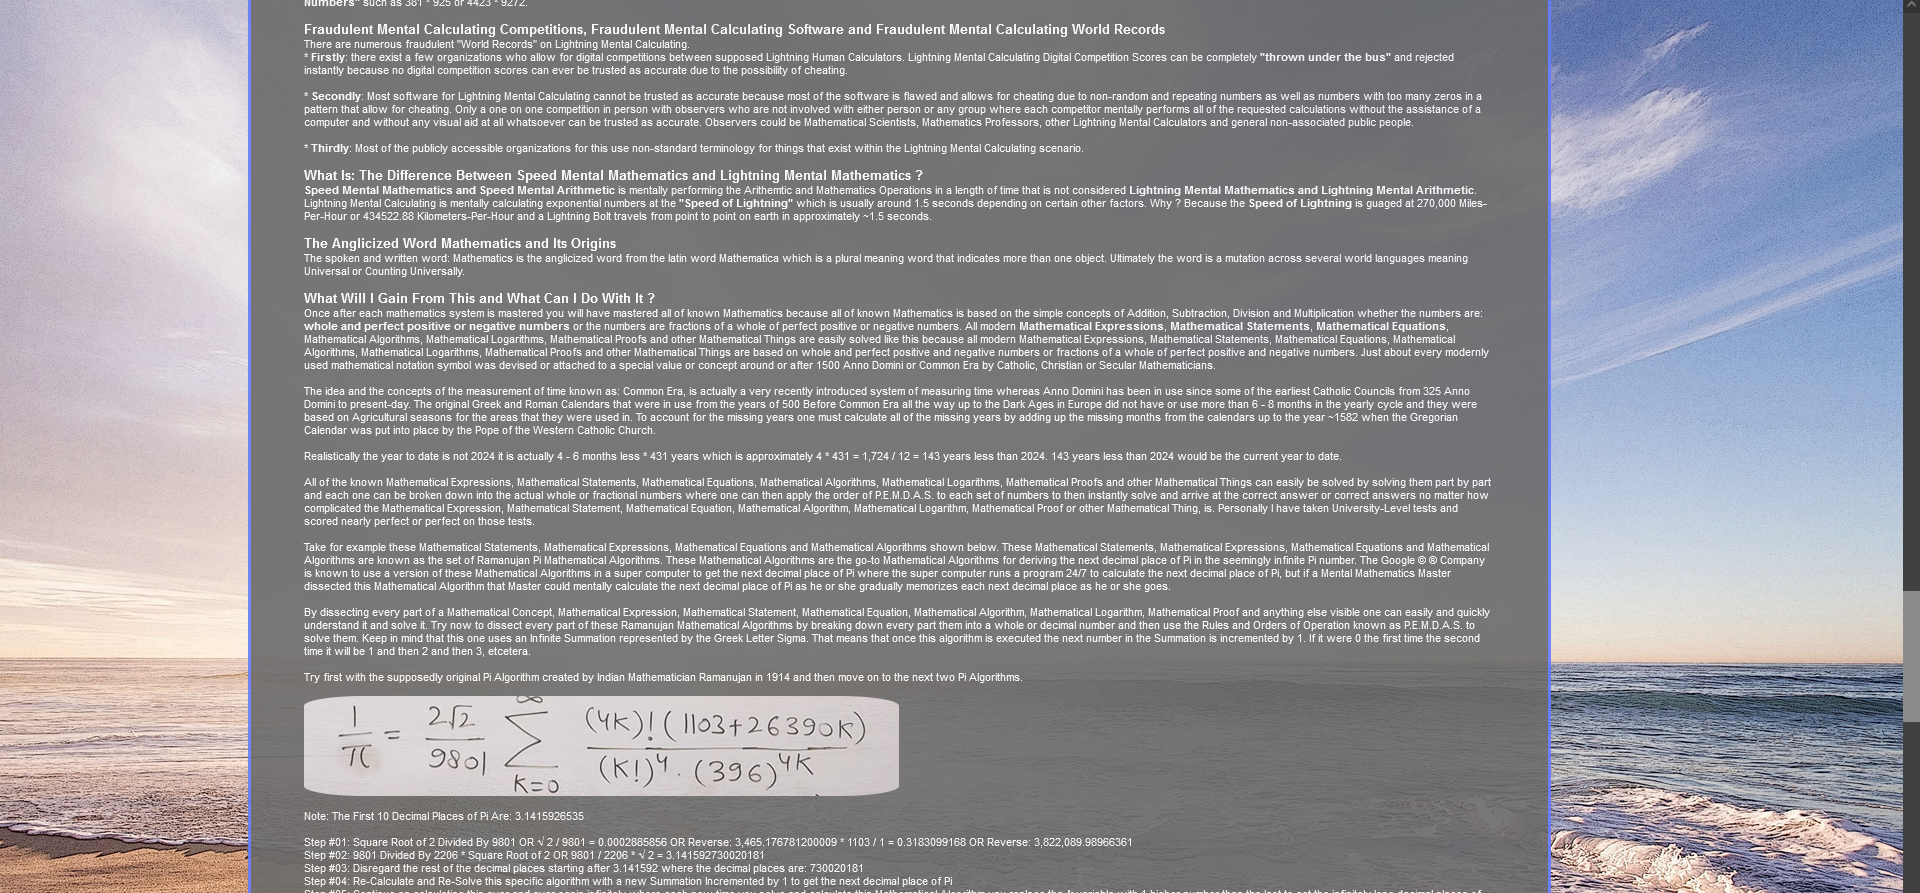 Numbers" such as 381 * 925 or 4423 * 9272.
Fraudulent Mental Calculating Competitions, Fraudulent Mental Calculating Software and Fraudulent Mental Calculating World Records
There are numerous fraudulent "World Records" on Lightning Mental Calculating.
* Firstly: there exist a few organizations who allow for digital competitions between supposed Lightning Human Calculators. Lightning Mental Calculating Digital Competition Scores can be completely "thrown under the bus" and rejected
instantly because no digital competition scores can ever be trusted as accurate due to the possibility of cheating.
* Secondly: Most software for Lightning Mental Calculating cannot be trusted as accurate because most of the software is flawed and allows for cheating due to non-random and repeating numbers as well as numbers with too many zeros in a
pattern that allow for cheating. Only a one on one competition in person with observers who are not involved with either person or any group where each competitor mentally performs all of the requested calculations without the assistance of a
computer and without any visual aid at all whatsoever can be trusted as accurate. Observers could be Mathematical Scientists, Mathematics Professors, other Lightning Mental Calculators and general non-associated public people.
* Thirdly: Most of the publicly accessible organizations for this use non-standard terminology for things that exist within the Lightning Mental Calculating scenario.
What Is: The Difference Between Speed Mental Mathematics and Lightning Mental Mathematics ?
Speed Mental Mathematics and Speed Mental Arithmetic is mentally performing the Arithemtic and Mathematics Operations in a length of time that is not considered Lightning Mental Mathematics and Lightning Mental Arithmetic.
Lightning Mental Calculating is mentally calculating exponential numbers at the "Speed of Lightning" which is usually around 1.5 seconds depending on certain other factors. Why ? Because the Speed of Lightning is guaged at 270,000 Miles-
Per-Hour or 434522.88 Kilometers-Per-Hour and a Lightning Bolt travels from point to point on earth in approximately ~1.5 seconds.
The Anglicized Word Mathematics and Its Origins
The spoken and written word: Mathematics is the anglicized word from the latin word Mathematica which is a plural meaning word that indicates more than one object. Ultimately the word is a mutation across several world languages meaning
Universal or Counting Universally.
What Will I Gain From This and What Can I Do With It ?
Once after each mathematics system is mastered you will have mastered all of known Mathematics because all of known Mathematics is based on the simple concepts of Addition, Subtraction, Division and Multiplication whether the numbers are:
whole and perfect positive or negative numbers or the numbers are fractions of a whole of perfect positive or negative numbers. All modern Mathematical Expressions, Mathematical Statements, Mathematical Equations,
Mathematical Algorithms, Mathematical Logarithms, Mathematical Proofs and other Mathematical Things are easily solved like this because all modern Mathematical Expressions, Mathematical Statements, Mathematical Equations, Mathematical
Algorithms, Mathematical Logarithms, Mathematical Proofs and other Mathematical Things are based on whole and perfect positive and negative numbers or fractions of a whole of perfect positive and negative numbers. Just about every modernly
used mathematical notation symbol was devised or attached to a special value or concept around or after 1500 Anno Domini or Common Era by Catholic, Christian or Secular Mathematicians.
The idea and the concepts of the measurement of time known as: Common Era, is actually a very recently introduced system of measuring time whereas Anno Domini has been in use since some of the earliest Catholic Councils from 325 Anno
Domini to present-day. The original Greek and Roman Calendars that were in use from the years of 500 Before Common Era all the way up to the Dark Ages in Europe did not have or use more than 6 - 8 months in the yearly cycle and they were
based on Agricultural seasons for the areas that they were used in. To account for the missing years one must calculate all of the missing years by adding up the missing months from the calendars up to the year ~1582 when the Gregorian
Calendar was put into place by the Pope of the Western Catholic Church.
Realistically the year to date is not 2024 it is actually 4 - 6 months less * 431 years which is approximately 4 * 431 = 1,724 / 12 = 143 years less than 2024. 143 years less than 2024 would be the current year to date.
All of the known Mathematical Expressions, Mathematical Statements, Mathematical Equations, Mathematical Algorithms, Mathematical Logarithms, Mathematical Proofs and other Mathematical Things can easily be solved by solving them part by part
and each one can be broken down into the actual whole or fractional numbers where one can then apply the order of P.E.M.D.A.S. to each set of numbers to then instantly solve and arrive at the correct answer or correct answers no matter how
complicated the Mathematical Expression, Mathematical Statement, Mathematical Equation, Mathematical Algorithm, Mathematical Logarithm, Mathematical Proof or other Mathematical Thing, is. Personally I have taken University-Level tests and
scored nearly perfect or perfect on those tests.
Take for example these Mathematical Statements, Mathematical Expressions, Mathematical Equations and Mathematical Algorithms shown below. These Mathematical Statements, Mathematical Expressions, Mathematical Equations and Mathematical
Algorithms are known as the set of Ramanujan Pi Mathematical Algorithms. These Mathematical Algorithms are the go-to Mathematical Algorithms for deriving the next decimal place of Pi in the seemingly infinite Pi number. The Google © ® Company
is known to use a version of these Mathematical Algorithms in a super computer to get the next decimal place of Pi where the super computer runs a program 24/7 to calculate the next decimal place of Pi, but if a Mental Mathematics Master
dissected this Mathematical Algorithm that Master could mentally calculate the next decimal place of Pi as he or she gradually memorizes each next decimal place as he or she goes.
By dissecting every part of a Mathematical Concept, Mathematical Expression, Mathematical Statement, Mathematical Equation, Mathematical Algorithm, Mathematical Logarithm, Mathematical Proof and anything else visible one can easily and quickly
understand it and solve it. Try now to dissect every part of these Ramanujan Mathematical Algorithms by breaking down every part them into a whole or decimal number and then use the Rules and Orders of Operation known as P.E.M.D.A.S. to
solve them. Keep in mind that this one uses an Infinite Summation represented by the Greek Letter Sigma. That means that once this algorithm is executed the next number in the Summation is incremented by 1. If it were 0 the first time the second
time it will be 1 and then 2 and then 3, etcetera.
Try first with the supposedly original Pi Algorithm created by Indian Mathematician Ramanujan in 1914 and then move on to the next two Pi Algorithms.
1/π = 2√2/9801 ∑ k=0 ∞ (4K)!(1103+26390K) / (K!)⁴ · (396)⁴ᴷ
Note: The First 10 Decimal Places of Pi Are: 3.1415926535
Step #01: Square Root of 2 Divided By 9801 OR √ 2 / 9801 = 0.0002885856 OR Reverse: 3,465.176781200009 * 1103 / 1 = 0.3183099168 OR Reverse: 3,822,089.98966361
Step #02: 9801 Divided By 2206 * Square Root of 2 OR 9801 / 2206 * √ 2 = 3.141592730020181
Step #03: Disregard the rest of the decimal places starting after 3.141592 where the decimal places are: 730020181
Step #04: Re-Calculate and Re-Solve this specific algorithm with a new Summation Incremented by 1 to get the next decimal place of Pi